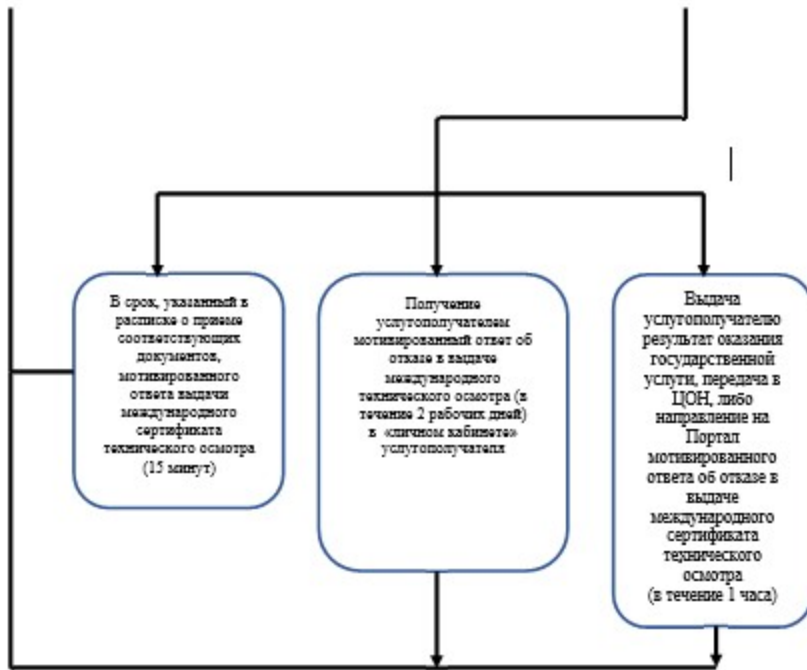 В срок, указанный в
расписке о приеме
соответствующих
документов,
мотивированного
ответа выдачи
международного
сертификата
технического осмотра
(15 минут)
Получение
услугополучателем
мотивированный ответ об
отказе в выдаче
международного
технического осмотра (в
течение 2 рабочих дней)
в «личном кабинете»
услугополучателя
Выдача
услугополучателю
результат оказания
государственной
услуги, передача в
ЦОН, либо
направление на
Портал
мотивированного
ответа об отказе в
выдаче
международного
сертификата
технического
осмотра
(в течение 1 часа)